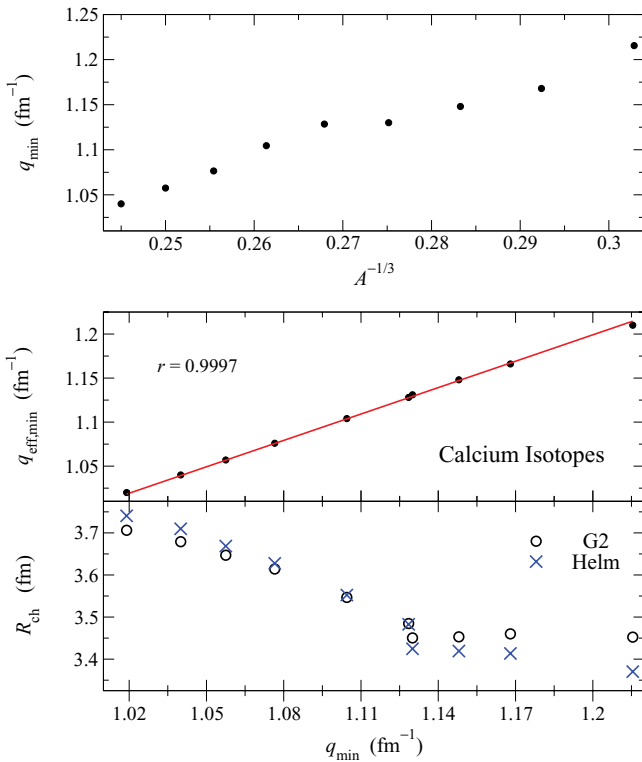 1.25
1.2
1.15
1.1
1.05
q_min (fm⁻¹)
0.25 0.26 0.27 0.28 0.29 0.3
A^−1/3
1.2
1.15
1.1
1.05
q_eff,min (fm⁻¹)
r = 0.9997
Calcium Isotopes
3.7
3.6
3.5
3.4
R_ch (fm)
G2
Helm
1.02 1.05 1.08 1.11 1.14 1.17 1.2
q_min (fm⁻¹)